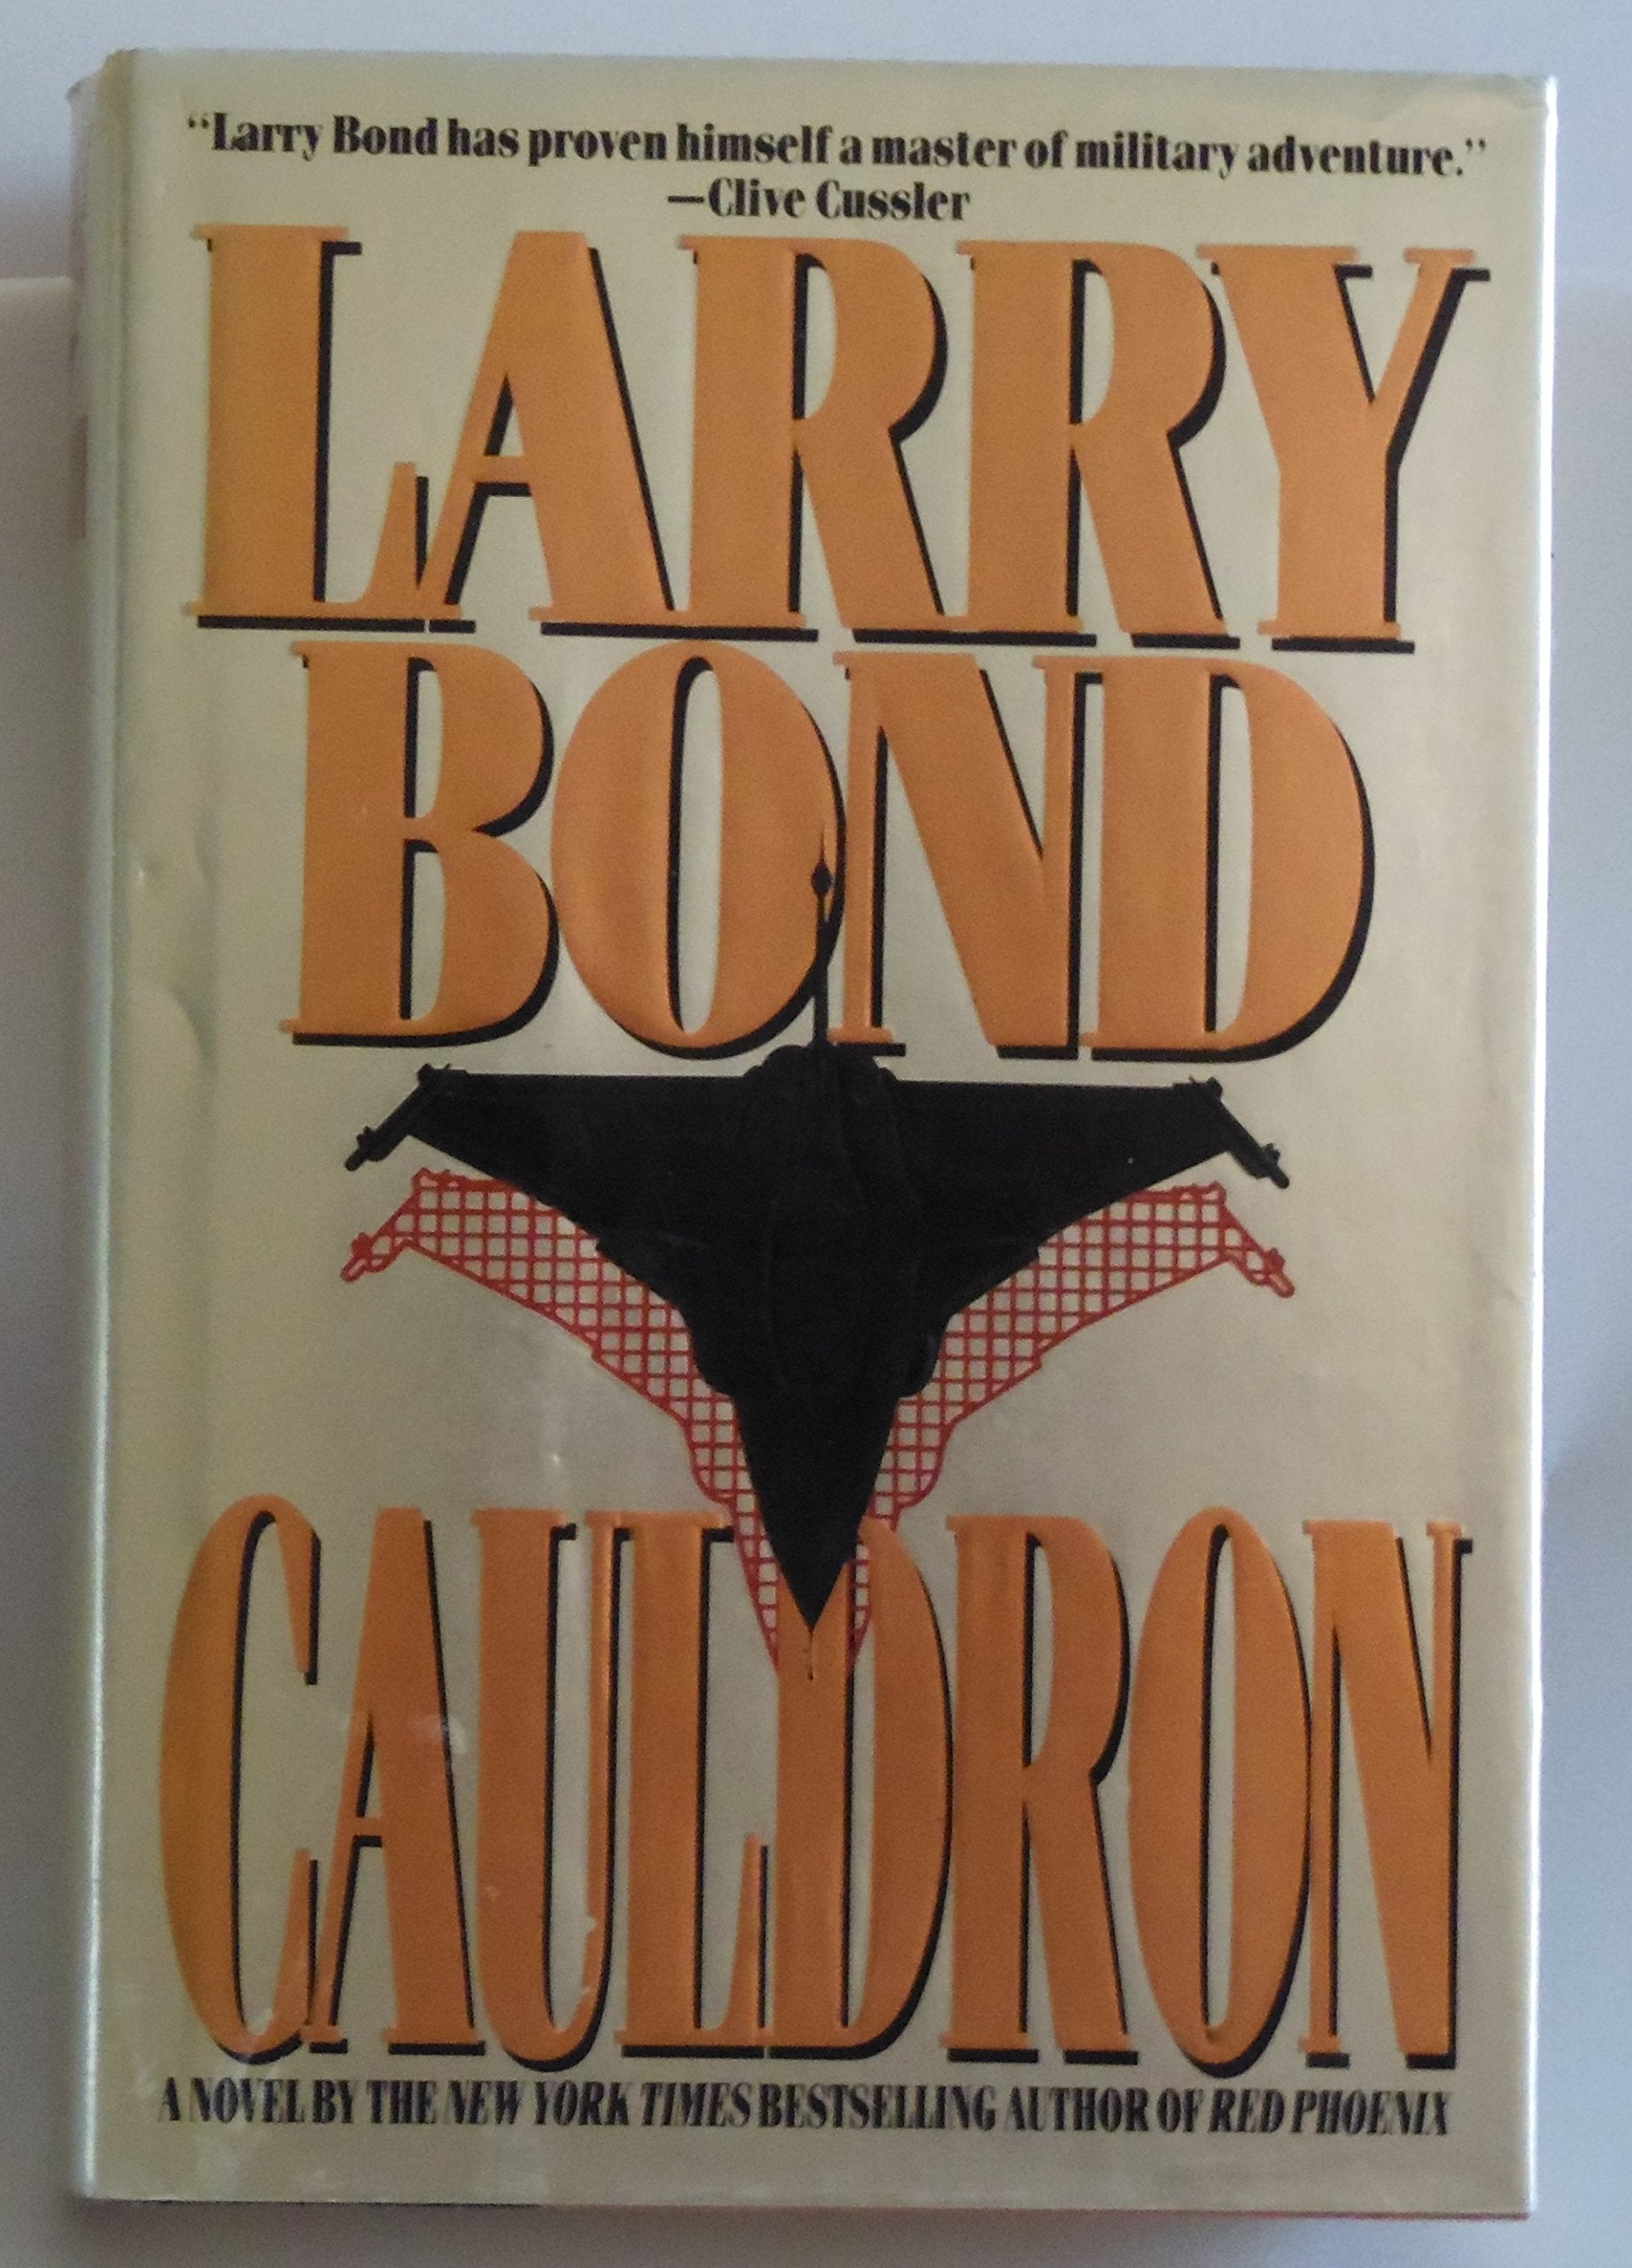 “Larry Bond has proven himself a master of military adventure.”
—Clive Cussler
LARRY
BOND
CAULDRON
A NOVEL BY THE NEW YORK TIMES BESTSELLING AUTHOR OF RED PHOENIX